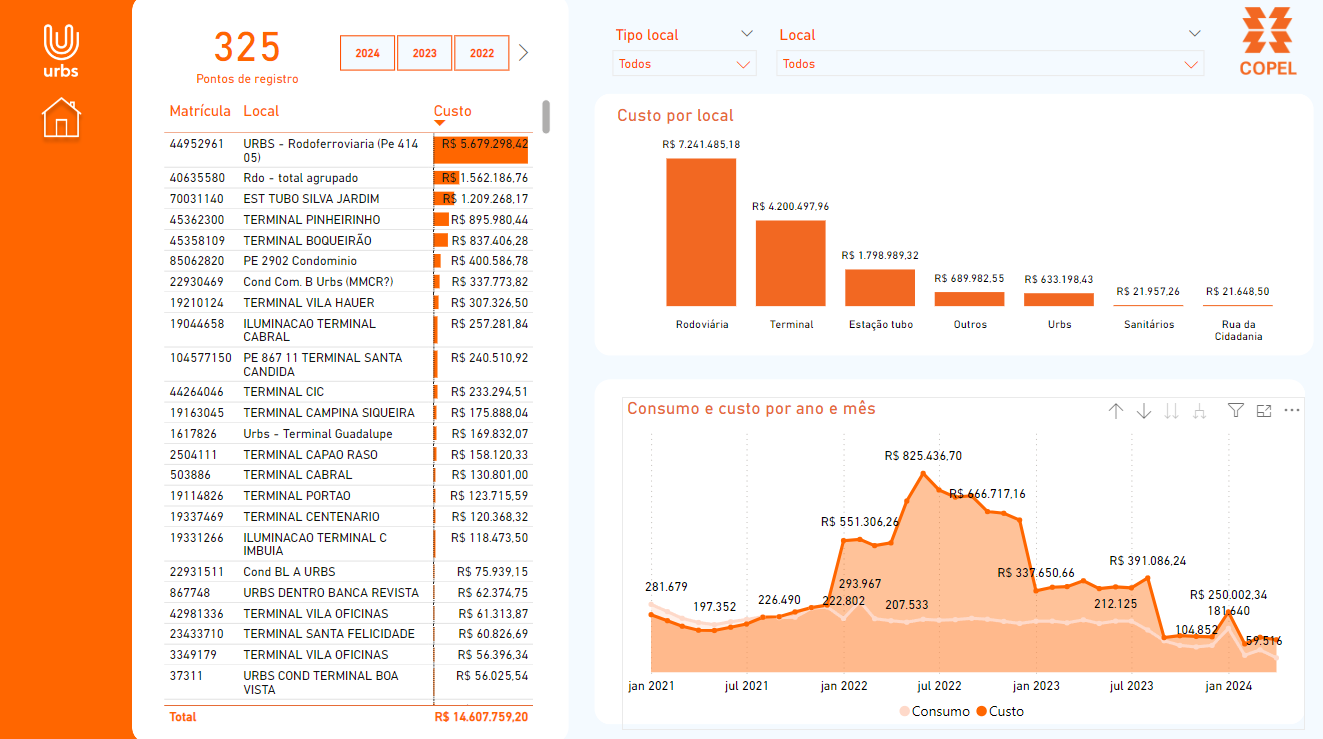 urbs
325
Pontos de registro
2024 2023 2022
Tipo local
Todos
Local
Todos
COPEL
Matrícula Local Custo
44952961 URBS - Rodoferroviaria (Pe 414 R$ 5.679.298,42
05)
40635580 Rdo - total agrupado R$ 1.562.186,76
70031140 EST TUBO SILVA JARDIM R$ 1.209.268,17
45362300 TERMINAL PINHEIRINHO R$ 895.980,44
45358109 TERMINAL BOQUEIRÃO R$ 837.406,28
85062820 PE 2902 Condominio R$ 400.586,78
22930469 Cond Com. B Urbs (MMCR?) R$ 337.773,82
19210124 TERMINAL VILA HAUER R$ 307.326,50
19044658 ILUMINACAO TERMINAL R$ 257.281,84
CABRAL
104577150 PE 867 11 TERMINAL SANTA R$ 240.510,92
CANDIDA
44264046 TERMINAL CIC R$ 233.294,51
19163045 TERMINAL CAMPINA SIQUEIRA R$ 175.888,04
1617826 Urbs - Terminal Guadalupe R$ 169.832,07
2504111 TERMINAL CAPAO RASO R$ 158.120,33
503886 TERMINAL CABRAL R$ 130.801,00
19114826 TERMINAL PORTAO R$ 123.715,59
19337469 TERMINAL CENTENARIO R$ 120.368,32
19331266 ILUMINACAO TERMINAL C R$ 118.473,50
IMBUIA
22931511 Cond BL A URBS R$ 75.939,15
867748 URBS DENTRO BANCA REVISTA R$ 62.374,75
42981336 TERMINAL VILA OFICINAS R$ 61.313,87
23433710 TERMINAL SANTA FELICIDADE R$ 60.826,69
3349179 TERMINAL VILA OFICINAS R$ 56.396,34
37311 URBS COND TERMINAL BOA R$ 56.025,54
VISTA
Total R$ 14.607.759,20
Custo por local
R$ 7.241.485,18
R$ 4.200.497,96
R$ 1.798.989,32
R$ 689.982,55
R$ 633.198,43
R$ 21.957,26
R$ 21.648,50
Rodoviária Terminal Estação tubo Outros Urbs Sanitários Rua da
Cidadania
Consumo e custo por ano e mês
R$ 825.436,70
R$ 666.717,16
R$ 551.306,26
R$ 391.086,24
R$ 337.650,66
281.679
293.967
R$ 250.002,34
197.352
226.490
222.802
207.533
212.125
181.640
104.852
59.516
jan 2021 jul 2021 jan 2022 jul 2022 jan 2023 jul 2023 jan 2024
Consumo Custo